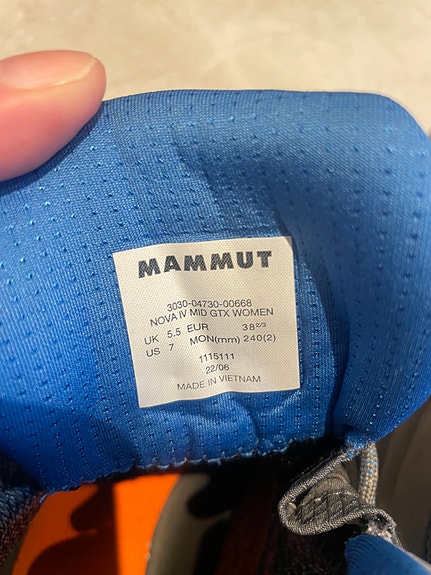 MAMMUT
3030-04730-00668
NOVA IV MID GTX WOMEN
UK 5.5 EUR 38 2/3
US 7 MON(mm) 240(2)
1115111
22/06
MADE IN VIETNAM